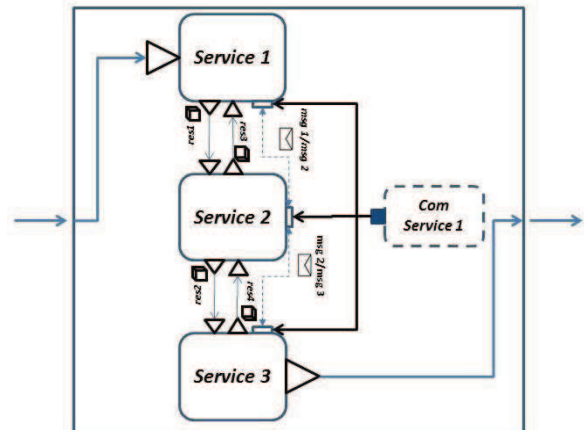 Service 1
res1
res3
msg 1/msg 2
Service 2
Com
Service 1
res2
res4
msg 2/msg 3
Service 3